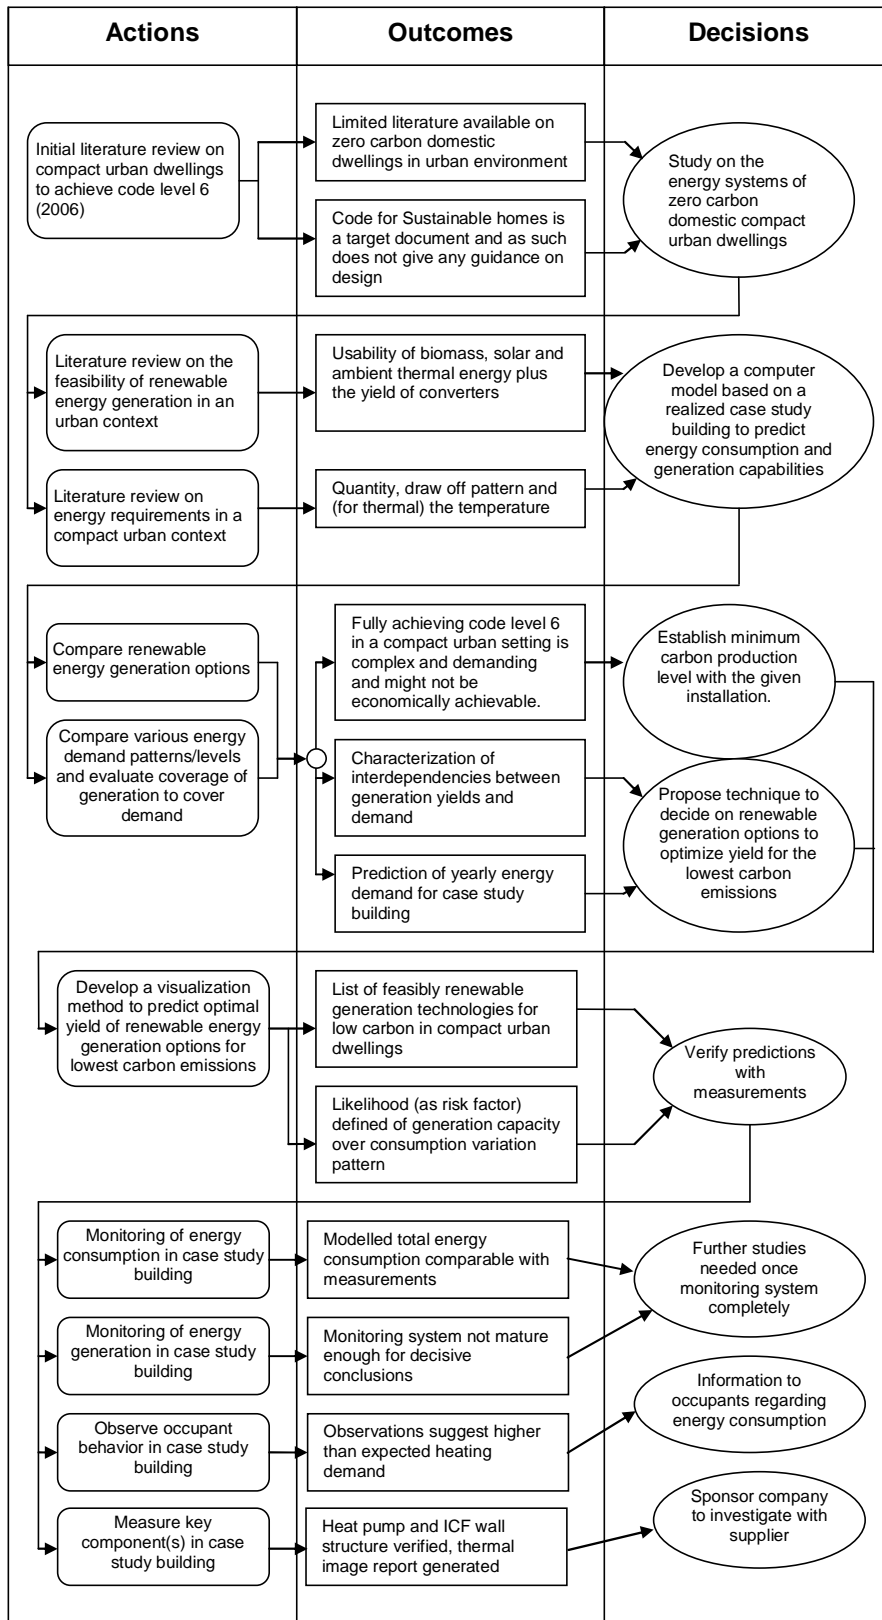 Actions
Outcomes
Decisions
Initial literature review on
compact urban dwellings
to achieve code level 6
(2006)
Limited literature available on
zero carbon domestic
dwellings in urban environment
Code for Sustainable homes is
a target document and as such
does not give any guidance on
design
Study on the
energy systems of
zero carbon
domestic compact
urban dwellings
Literature review on the
feasibility of renewable
energy generation in an
urban context
Usability of biomass, solar and
ambient thermal energy plus
the yield of converters
Develop a computer
model based on a
realized case study
building to predict
energy consumption and
generation capabilities
Literature review on
energy requirements in a
compact urban context
Quantity, draw off pattern and
(for thermal) the temperature
Compare renewable
energy generation options
Fully achieving code level 6
in a compact urban setting is
complex and demanding
and might not be
economically achievable.
Establish minimum
carbon production
level with the given
installation.
Compare various energy
demand patterns/levels
and evaluate coverage of
generation to cover
demand
Characterization of
interdependencies between
generation yields and
demand
Prediction of yearly energy
demand for case study
building
Propose technique to
decide on renewable
generation options to
optimize yield for the
lowest carbon
emissions
Develop a visualization
method to predict optimal
yield of renewable energy
generation options for
lowest carbon emissions
List of feasibly renewable
generation technologies for
low carbon in compact urban
dwellings
Likelihood (as risk factor)
defined of generation capacity
over consumption variation
pattern
Verify predictions
with
measurements
Monitoring of energy
consumption in case study
building
Modelled total energy
consumption comparable with
measurements
Further studies
needed once
monitoring system
completely
Monitoring of energy
generation in case study
building
Monitoring system not mature
enough for decisive
conclusions
Observe occupant
behavior in case study
building
Observations suggest higher
than expected heating
demand
Information to
occupants regarding
energy consumption
Measure key
component(s) in case
study building
Heat pump and ICF wall
structure verified, thermal
image report generated
Sponsor company
to investigate with
supplier